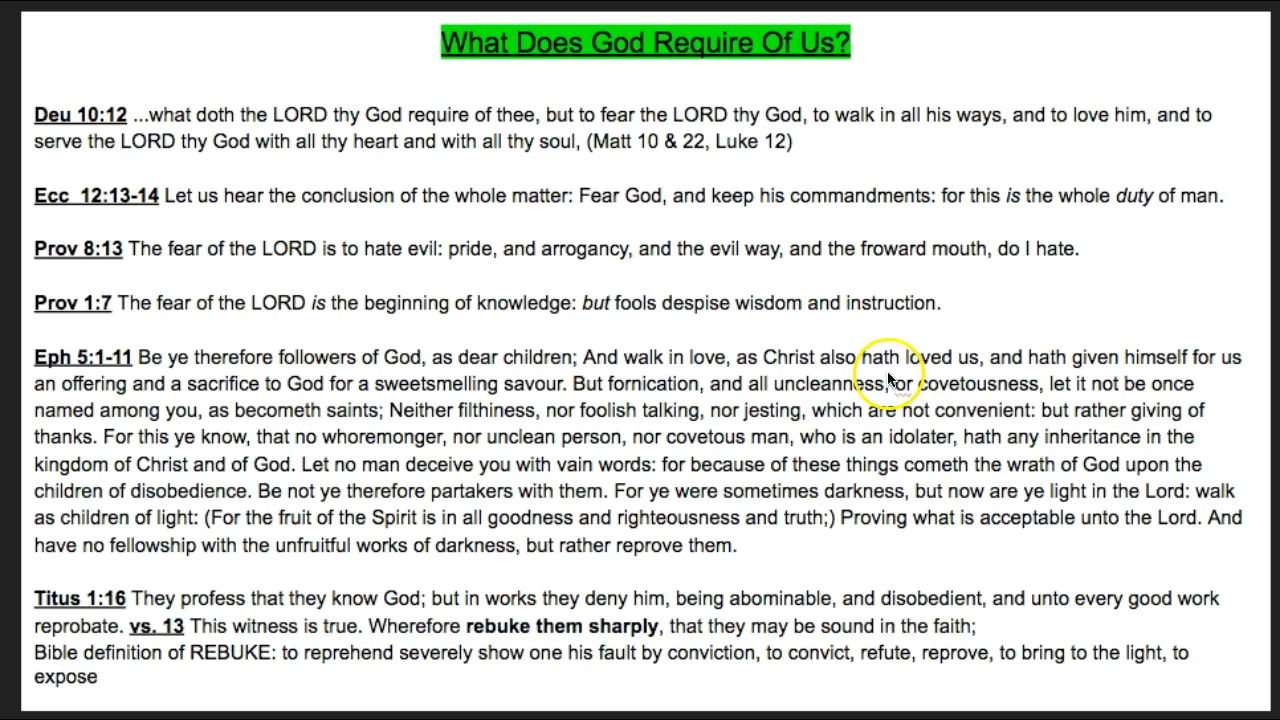 What Does God Require Of Us?
Deu 10:12 ...what doth the LORD thy God require of thee, but to fear the LORD thy God, to walk in all his ways, and to love him, and to
serve the LORD thy God with all thy heart and with all thy soul, (Matt 10 & 22, Luke 12)
Ecc 12:13-14 Let us hear the conclusion of the whole matter: Fear God, and keep his commandments: for this is the whole duty of man.
Prov 8:13 The fear of the LORD is to hate evil: pride, and arrogancy, and the evil way, and the froward mouth, do I hate.
Prov 1:7 The fear of the LORD is the beginning of knowledge: but fools despise wisdom and instruction.
Eph 5:1-11 Be ye therefore followers of God, as dear children; And walk in love, as Christ also hath loved us, and hath given himself for us
an offering and a sacrifice to God for a sweetsmelling savour. But fornication, and all uncleanness, or covetousness, let it not be once
named among you, as becometh saints; Neither filthiness, nor foolish talking, nor jesting, which are not convenient: but rather giving of
thanks. For this ye know, that no whoremonger, nor unclean person, nor covetous man, who is an idolater, hath any inheritance in the
kingdom of Christ and of God. Let no man deceive you with vain words: for because of these things cometh the wrath of God upon the
children of disobedience. Be not ye therefore partakers with them. For ye were sometimes darkness, but now are ye light in the Lord: walk
as children of light: (For the fruit of the Spirit is in all goodness and righteousness and truth;) Proving what is acceptable unto the Lord. And
have no fellowship with the unfruitful works of darkness, but rather reprove them.
Titus 1:16 They profess that they know God; but in works they deny him, being abominable, and disobedient, and unto every good work
reprobate. vs. 13 This witness is true. Wherefore rebuke them sharply, that they may be sound in the faith;
Bible definition of REBUKE: to reprehend severely show one his fault by conviction, to convict, refute, reprove, to bring to the light, to
expose